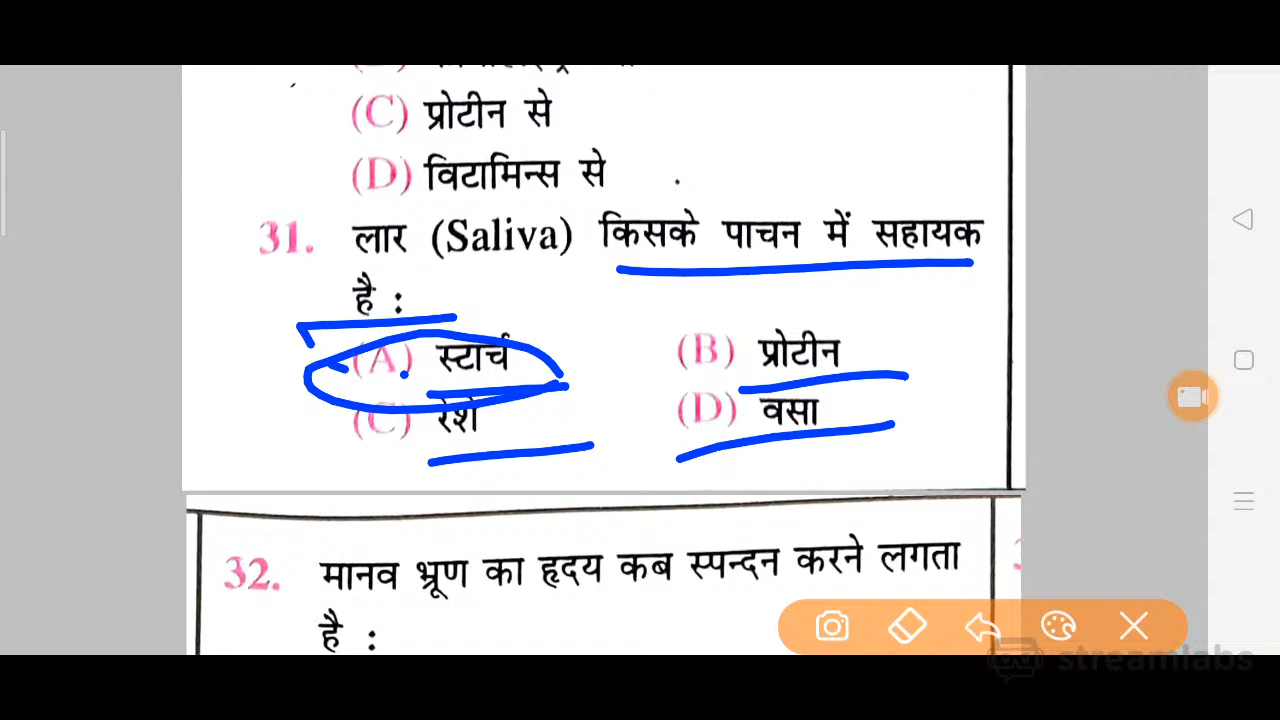 (C) प्रोटीन से
(D) विटामिन्स से
31. लार (Saliva) किसके पाचन में सहायक
है :
(A) स्टार्च (B) प्रोटीन
(C) रेशे (D) वसा
32. मानव भ्रूण का हृदय कब स्पन्दन करने लगता
है :
streamlabs